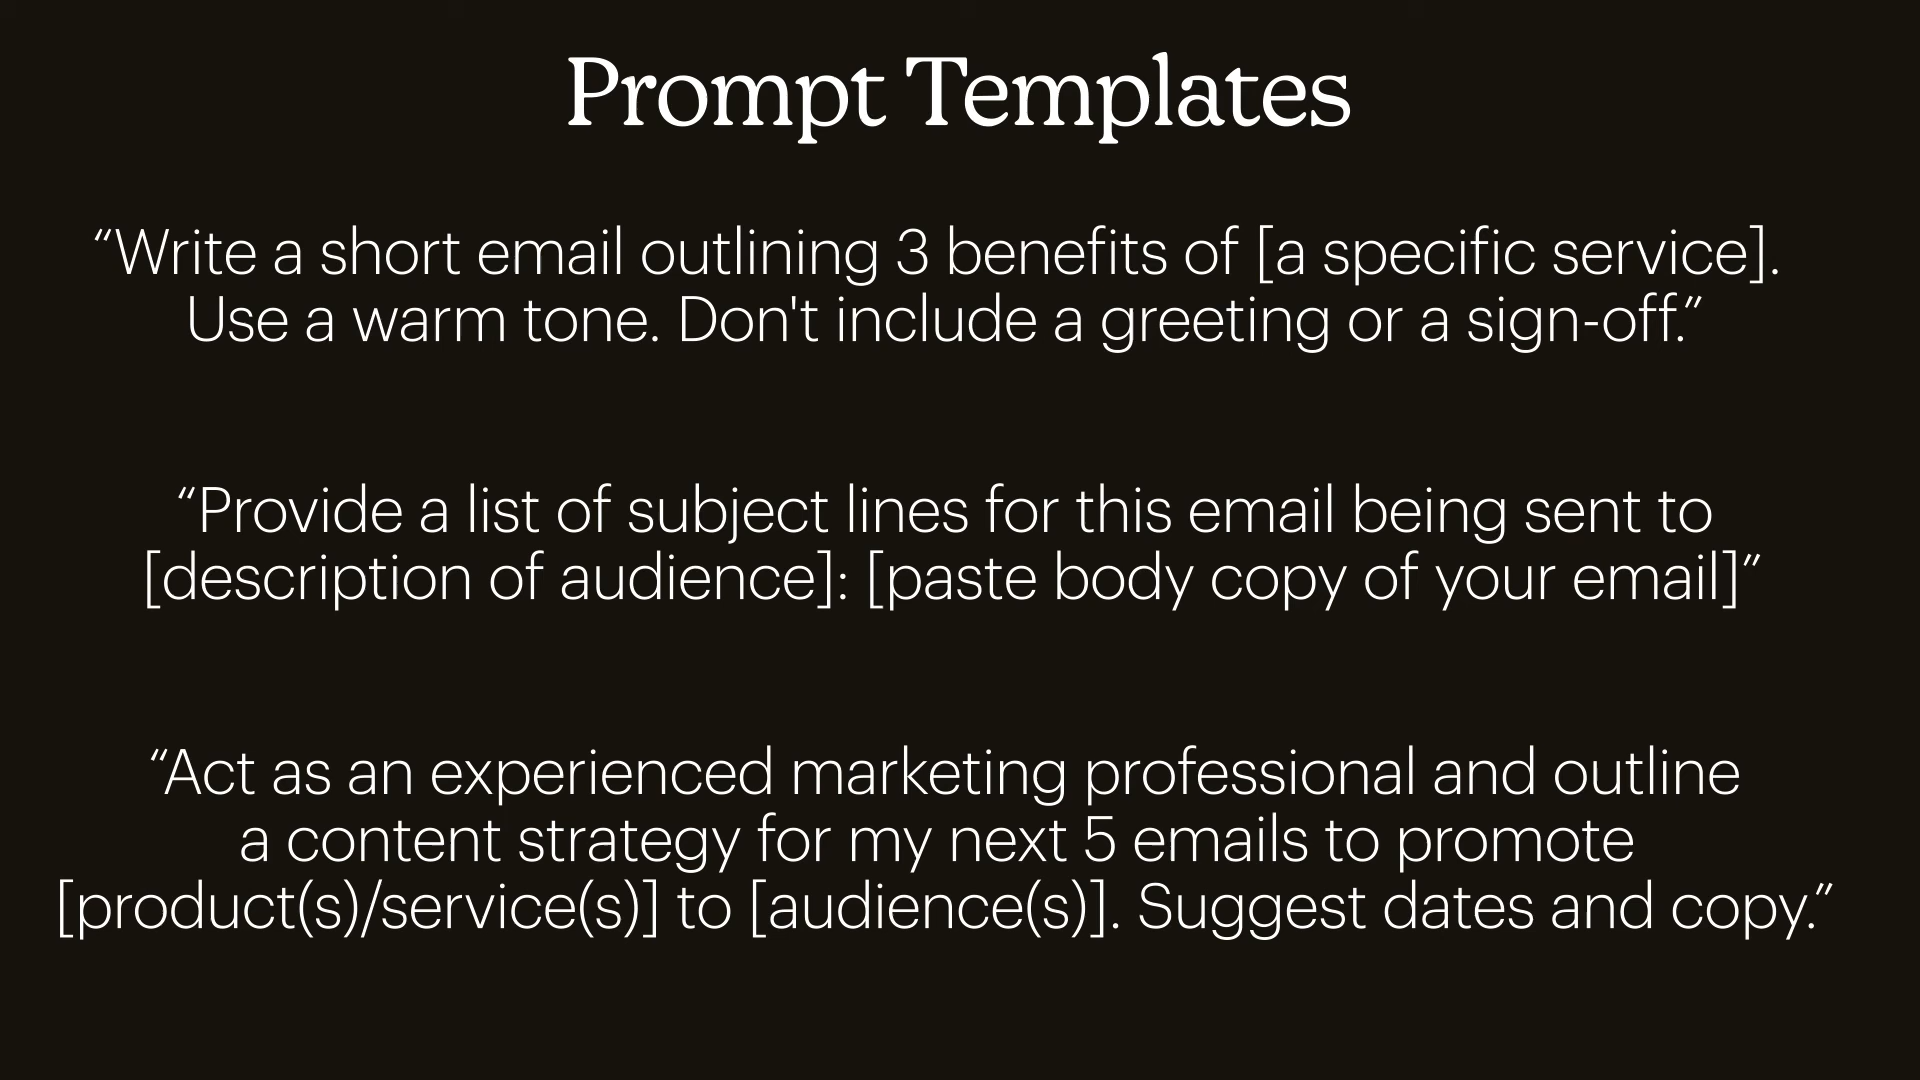 Prompt Templates
“Write a short email outlining 3 benefits of [a specific service].
Use a warm tone. Don't include a greeting or a sign-off.”
“Provide a list of subject lines for this email being sent to
[description of audience]: [paste body copy of your email]”
“Act as an experienced marketing professional and outline
a content strategy for my next 5 emails to promote
[product(s)/service(s)] to [audience(s)]. Suggest dates and copy.”